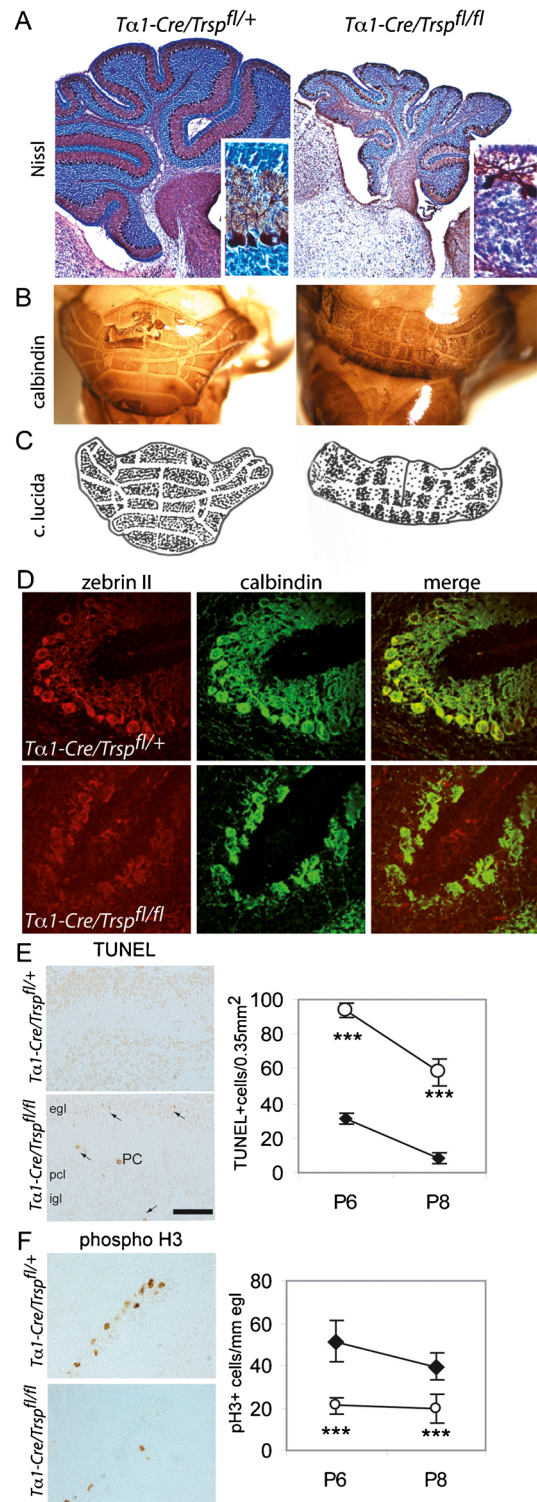 A
Tα1-Cre/Trsp^fl/+
Tα1-Cre/Trsp^fl/fl
Nissl
B
calbindin
C
c. lucida
D
zebrin II
calbindin
merge
Tα1-Cre/Trsp^fl/+
Tα1-Cre/Trsp^fl/fl
E
TUNEL
Tα1-Cre/Trsp^fl/+
Tα1-Cre/Trsp^fl/fl
egl
PC
pcl
igl
TUNEL+cells/0.35mm²
100
80
60
40
20
0
***
***
P6
P8
F
phospho H3
Tα1-Cre/Trsp^fl/+
Tα1-Cre/Trsp^fl/fl
pH3+ cells/mm egl
80
60
40
20
0
***
***
P6
P8